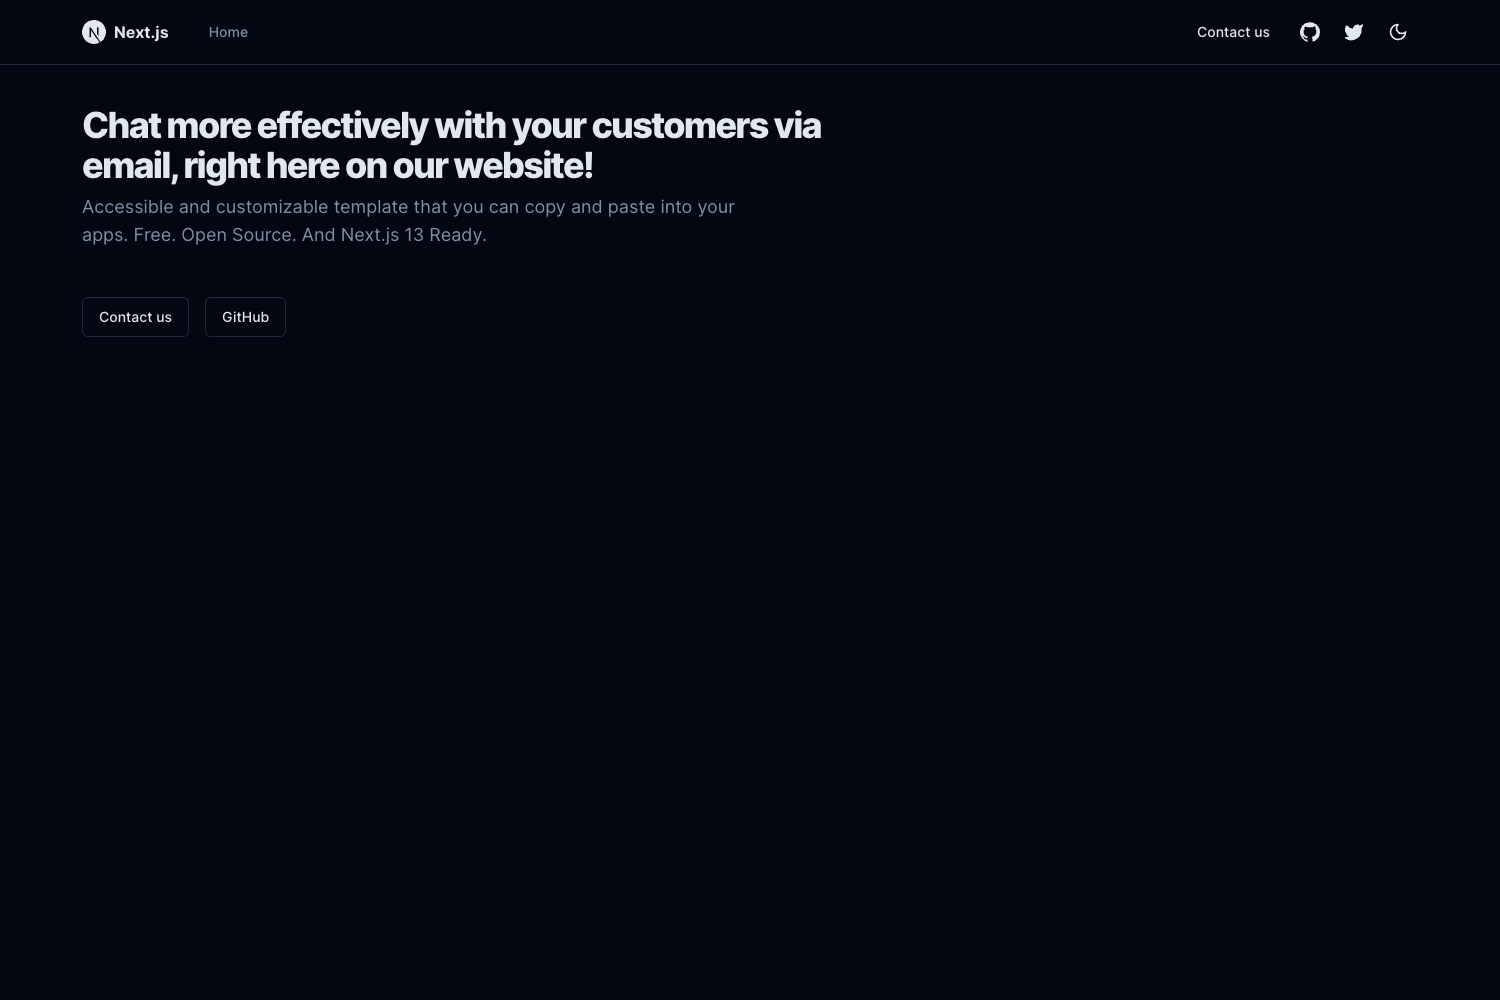 Next.js
Home
Contact us
Chat more effectively with your customers via
email, right here on our website!
Accessible and customizable template that you can copy and paste into your
apps. Free. Open Source. And Next.js 13 Ready.
Contact us
GitHub